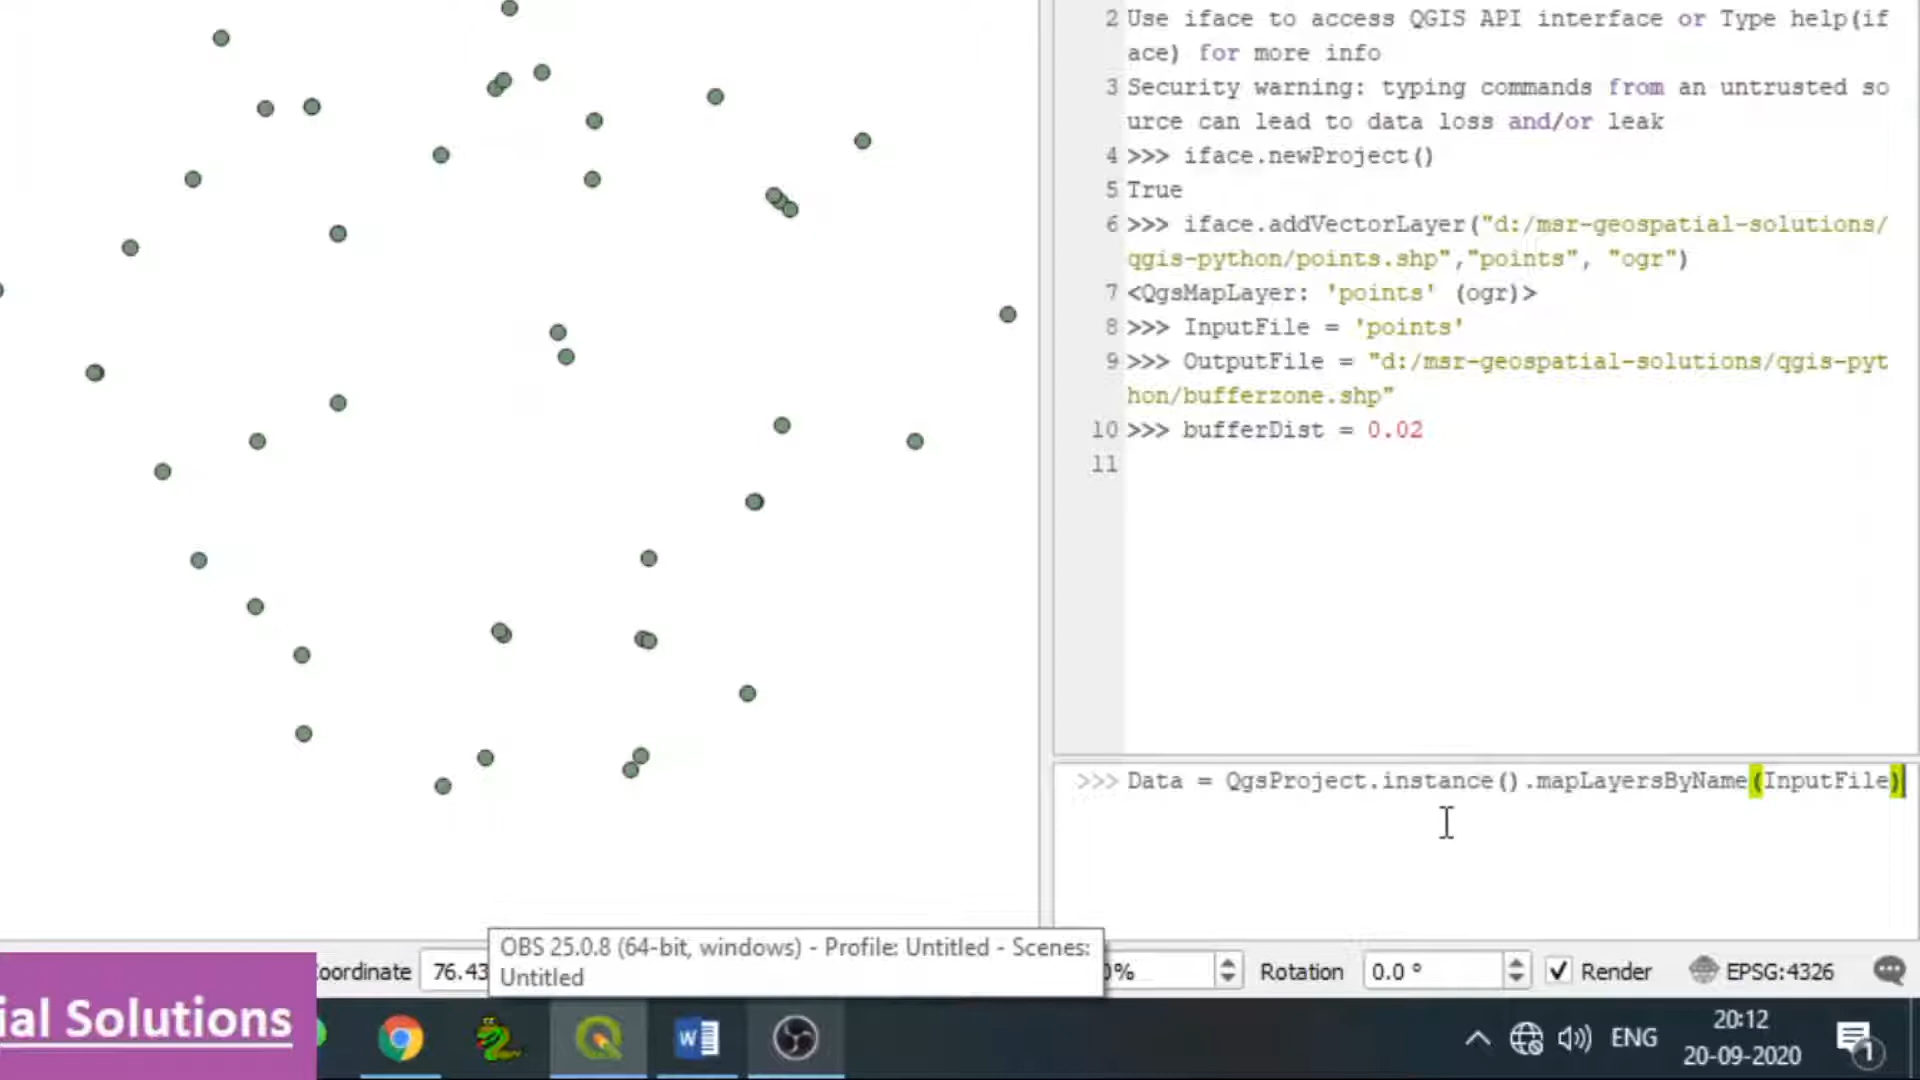 2 Use iface to access QGIS API interface or Type help(if
ace) for more info
3 Security warning: typing commands from an untrusted so
urce can lead to data loss and/or leak
4 >>> iface.newProject()
5 True
6 >>> iface.addVectorLayer("d:/msr-geospatial-solutions/
qgis-python/points.shp","points", "ogr")
7 <QgsMapLayer: 'points' (ogr)>
8 >>> InputFile = 'points'
9 >>> OutputFile = "d:/msr-geospatial-solutions/qgis-pyt
hon/bufferzone.shp"
10 >>> bufferDist = 0.02
11
>>> Data = QgsProject.instance().mapLayersByName(InputFile)
OBS 25.0.8 (64-bit, windows) - Profile: Untitled - Scenes:
Untitled
oordinate 76.43 0% Rotation 0.0 ° Render EPSG:4326
ial Solutions
W ENG 20:12
20-09-2020 1